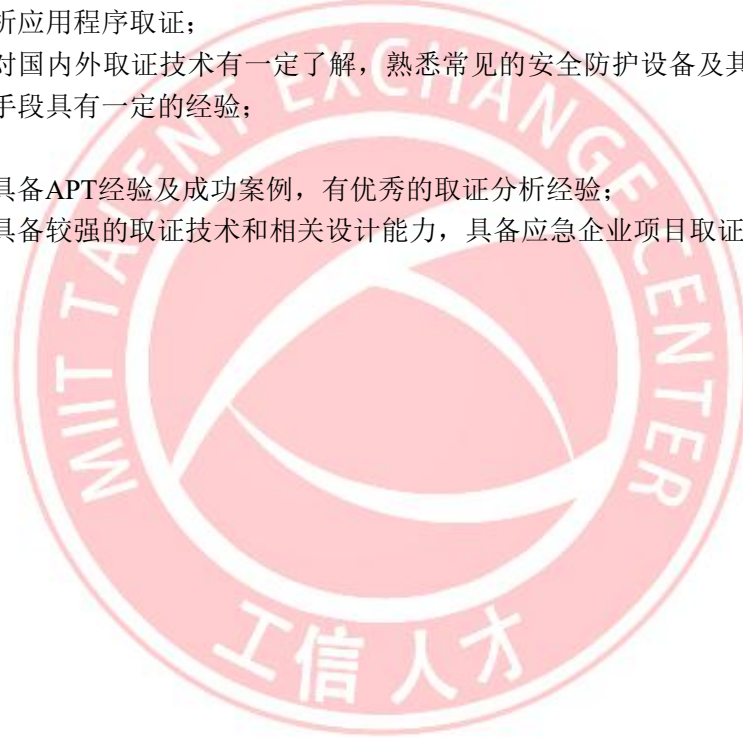 析应用程序取证；
对国内外取证技术有一定了解，熟悉常见的安全防护设备及其
手段具有一定的经验；
具备APT经验及成功案例，有优秀的取证分析经验；
具备较强的取证技术和相关设计能力，具备应急企业项目取证
MIIT TALENT EXCHANGE CENTER
工信人才